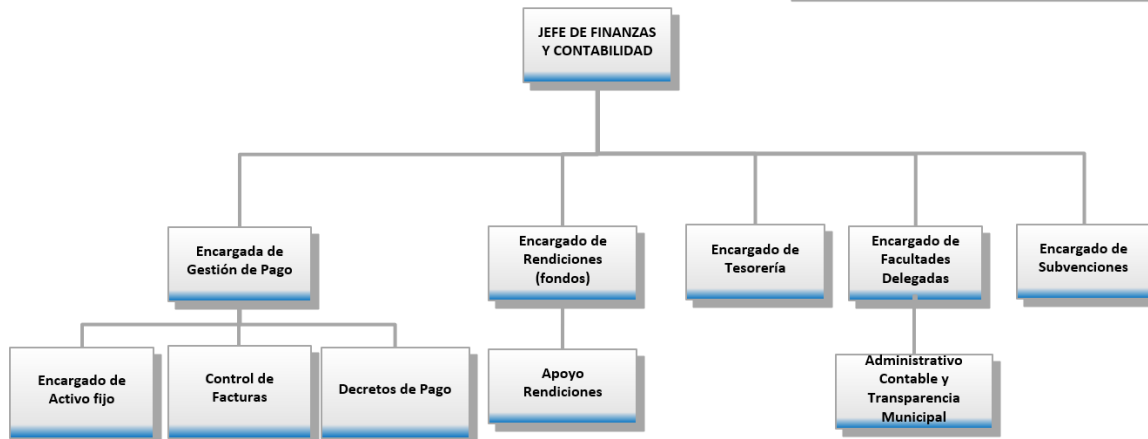 JEFE DE FINANZAS
Y CONTABILIDAD
Encargada de
Gestión de Pago
Encargado de
Rendiciones
(fondos)
Encargado de
Tesorería
Encargado de
Facultades
Delegadas
Encargado de
Subvenciones
Encargado de
Activo fijo
Control de
Facturas
Decretos de Pago
Apoyo
Rendiciones
Administrativo
Contable y
Transparencia
Municipal